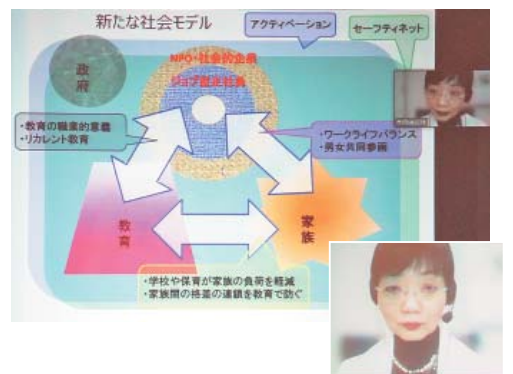 新たな社会モデル
アクティベーション
セーフティネット
政府
NPO・社会的企業
ジョブ型正社員
・教育の職業的意義
・リカレント教育
・ワークライフバランス
・男女共同参画
教育
家族
・学校や保育が家族の負荷を軽減
・家族間の格差の連鎖を教育で防ぐ